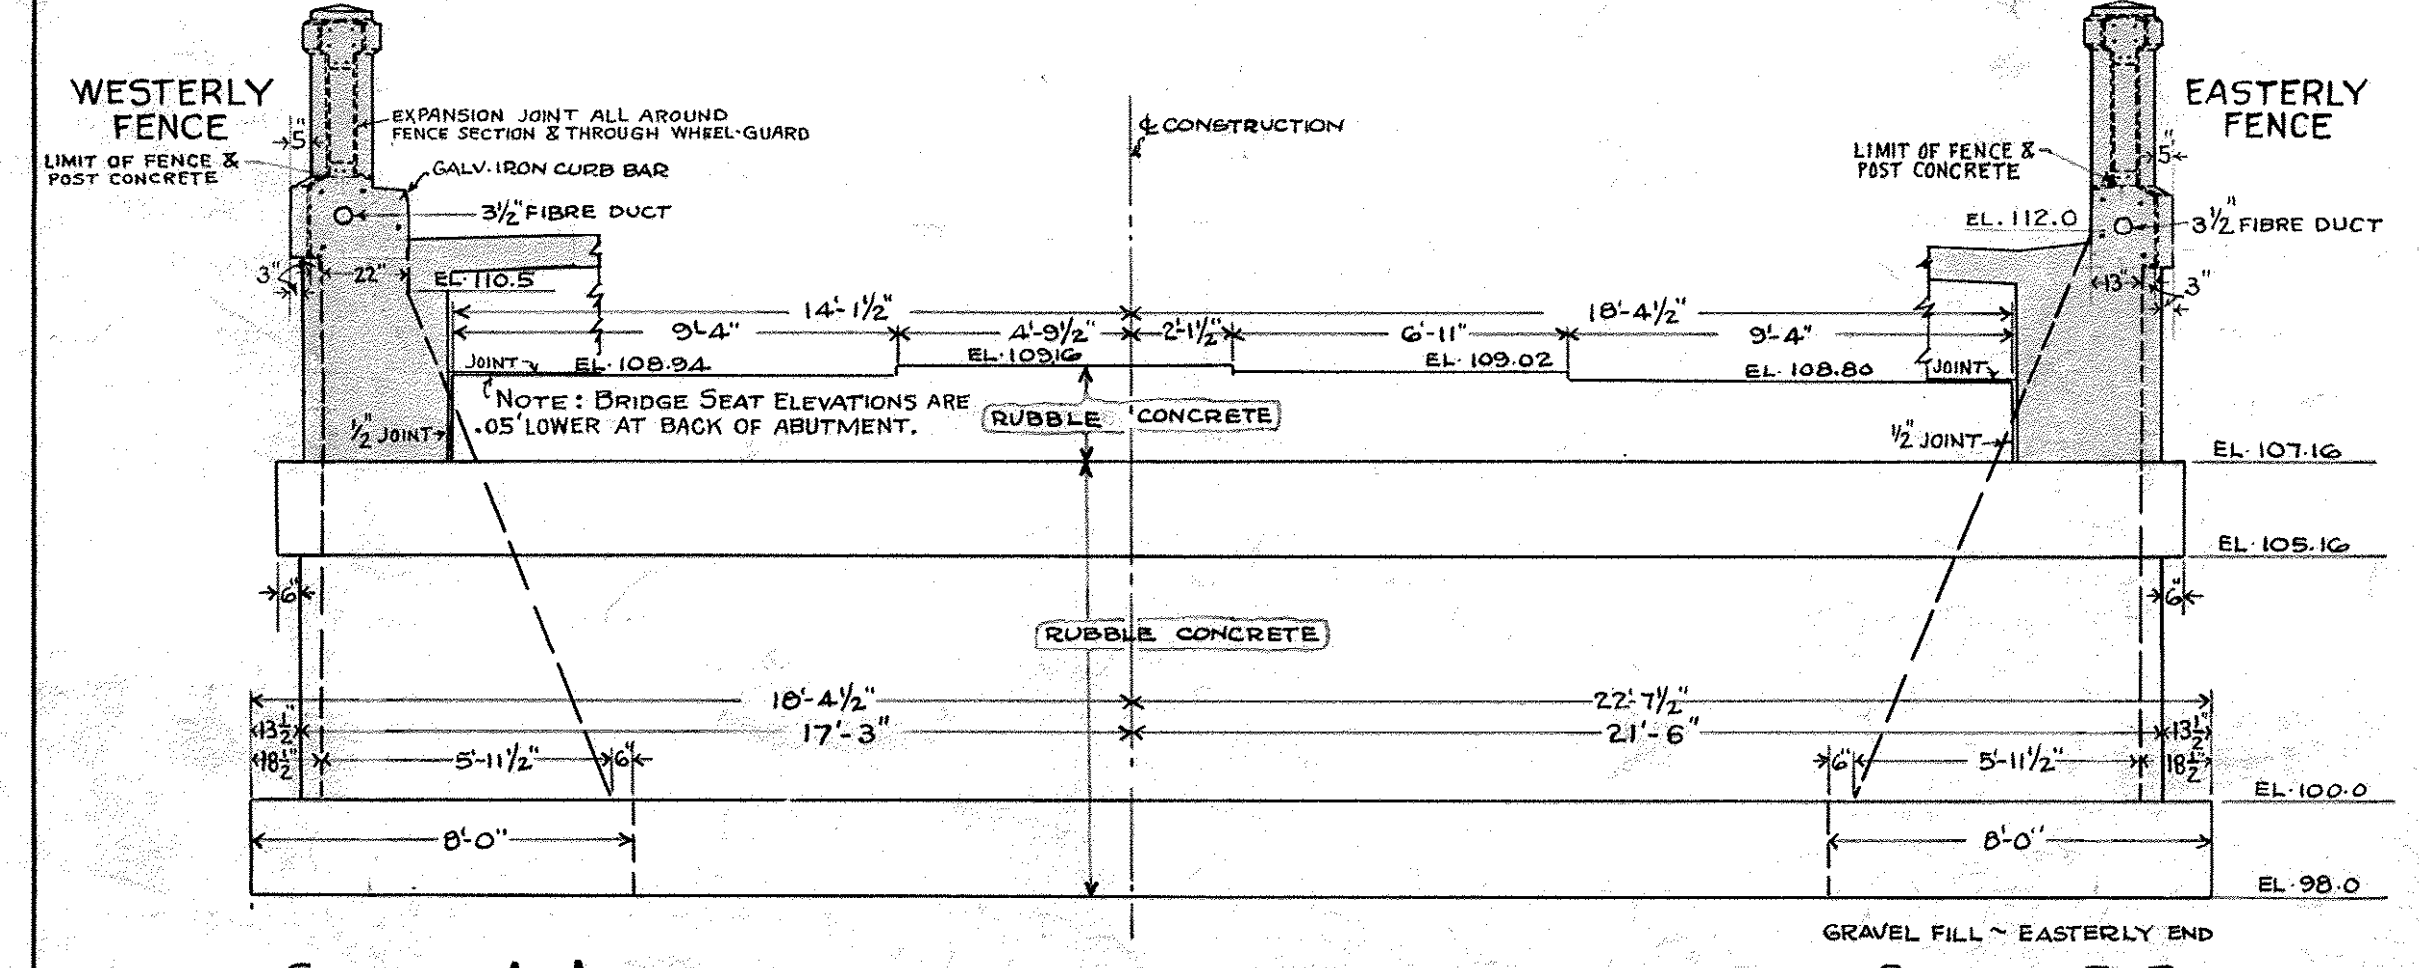 WESTERLY
FENCE
EASTERLY
FENCE
5"
EXPANSION JOINT ALL AROUND
FENCE SECTION & THROUGH WHEEL-GUARD
℄ CONSTRUCTION
LIMIT OF FENCE &
POST CONCRETE
LIMIT OF FENCE &
POST CONCRETE
5"
GALV. IRON CURB BAR
3½" FIBRE DUCT
EL. 112.0
3½" FIBRE DUCT
3"
22"
EL. 110.5
13"
3"
14'-1½"
18'-4½"
9'-4"
4'-9½"
2'-1½"
6'-11"
9'-4"
JOINT
EL. 108.94
EL. 109.16
EL. 109.02
EL. 108.80
JOINT
NOTE: BRIDGE SEAT ELEVATIONS ARE
.05' LOWER AT BACK OF ABUTMENT.
RUBBLE CONCRETE
½" JOINT
½" JOINT
EL. 107.16
EL. 105.16
6"
6"
RUBBLE CONCRETE
18'-4½"
22'-7½"
13½"
17'-3"
21'-6"
13½"
18½"
5'-11½"
6"
6"
5'-11½"
18½"
EL. 100.0
8'-0"
8'-0"
EL. 98.0
GRAVEL FILL ~ EASTERLY END